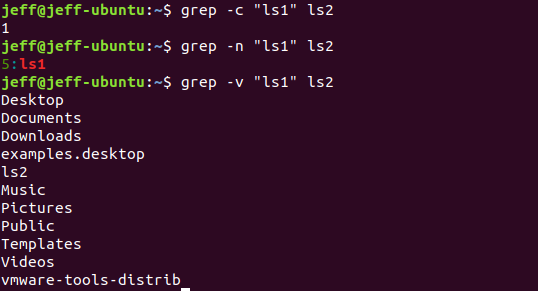 jeff@jeff-ubuntu:~$ grep -c "ls1" ls2
1
jeff@jeff-ubuntu:~$ grep -n "ls1" ls2
5:ls1
jeff@jeff-ubuntu:~$ grep -v "ls1" ls2
Desktop
Documents
Downloads
examples.desktop
ls2
Music
Pictures
Public
Templates
Videos
vmware-tools-distrib